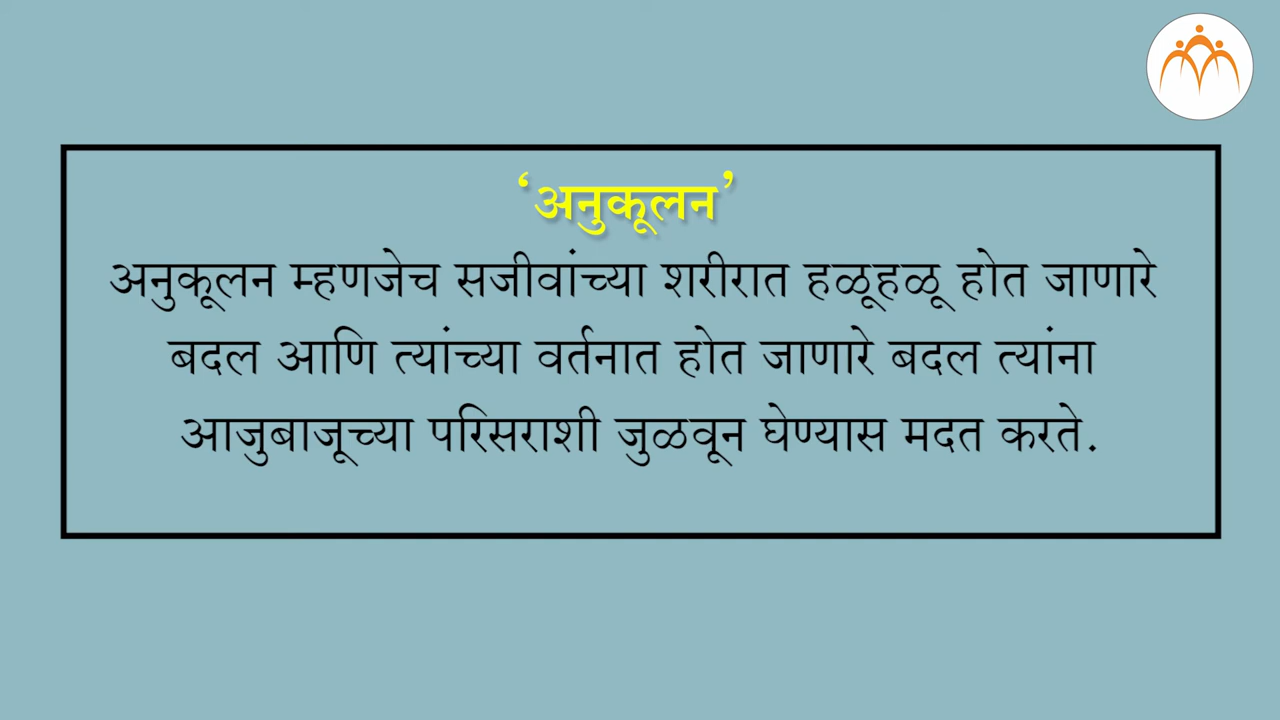 ‘अनुकूलन’
अनुकूलन म्हणजेच सजीवांच्या शरीरात हळूहळू होत जाणारे
बदल आणि त्यांच्या वर्तनात होत जाणारे बदल त्यांना
आजुबाजूच्या परिसराशी जुळवून घेण्यास मदत करते.